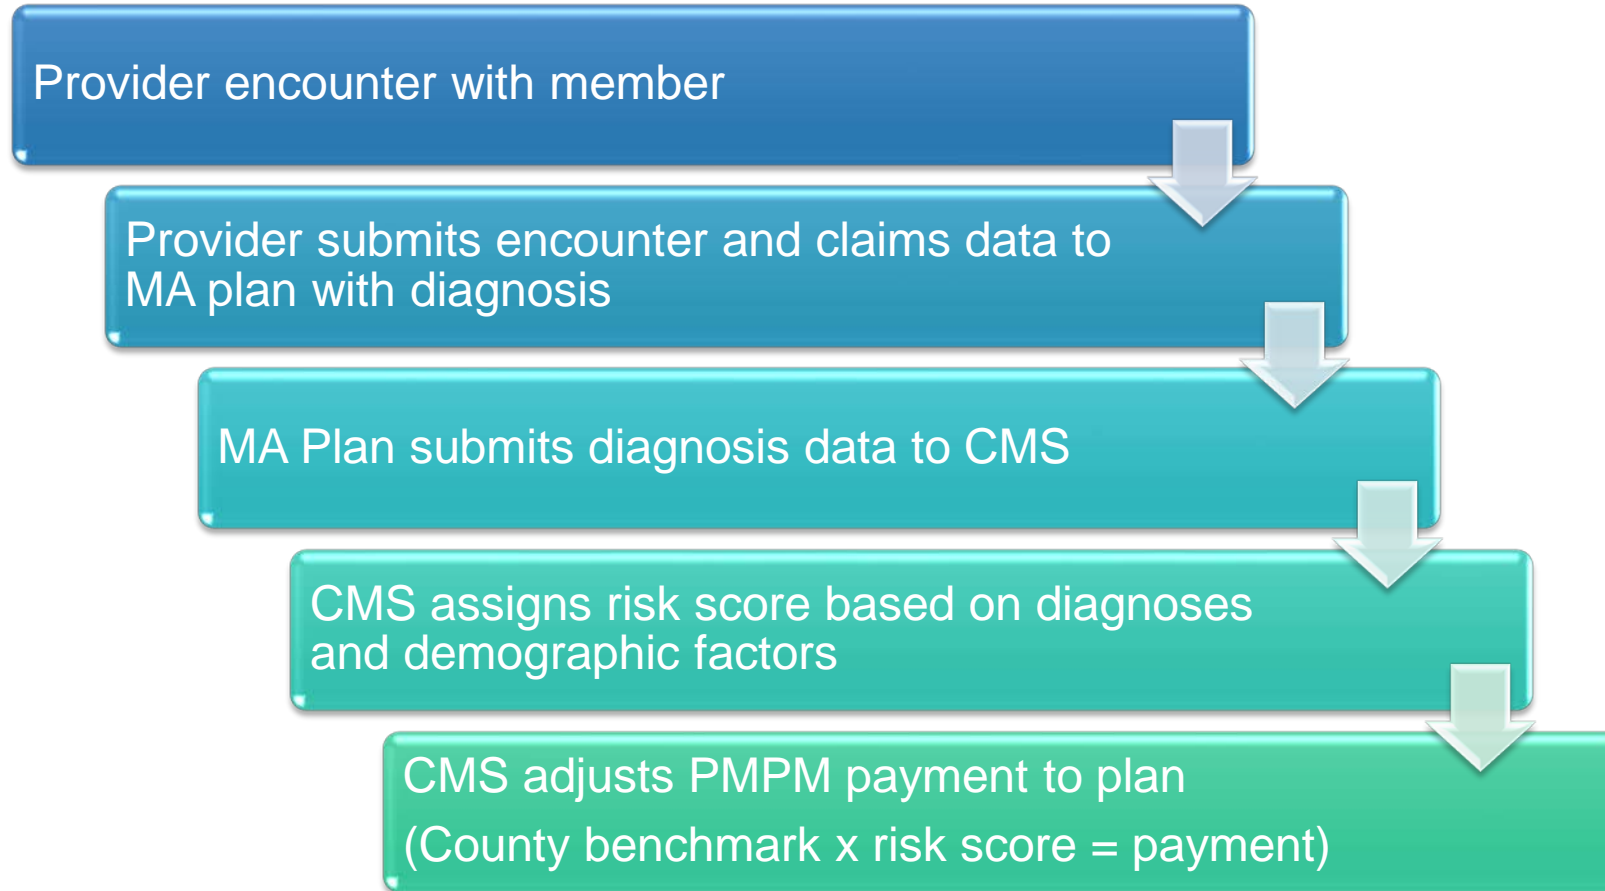 Provider encounter with member
Provider submits encounter and claims data to
MA plan with diagnosis
MA Plan submits diagnosis data to CMS
CMS assigns risk score based on diagnoses
and demographic factors
CMS adjusts PMPM payment to plan
(County benchmark x risk score = payment)